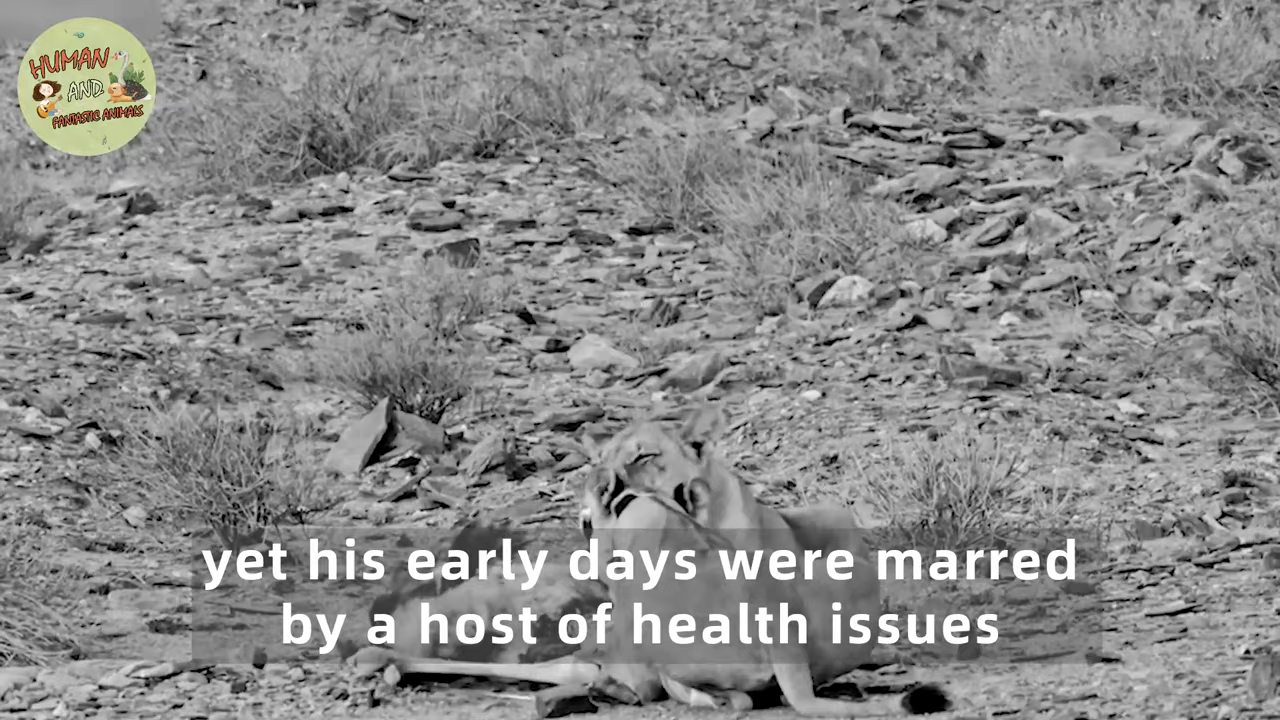 HUMAN
AND
FANTASTIC ANIMALS
yet his early days were marred
by a host of health issues